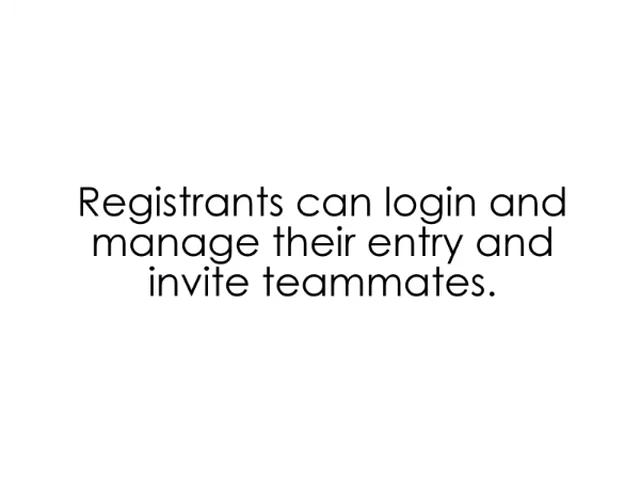 Registrants can login and
manage their entry and
invite teammates.